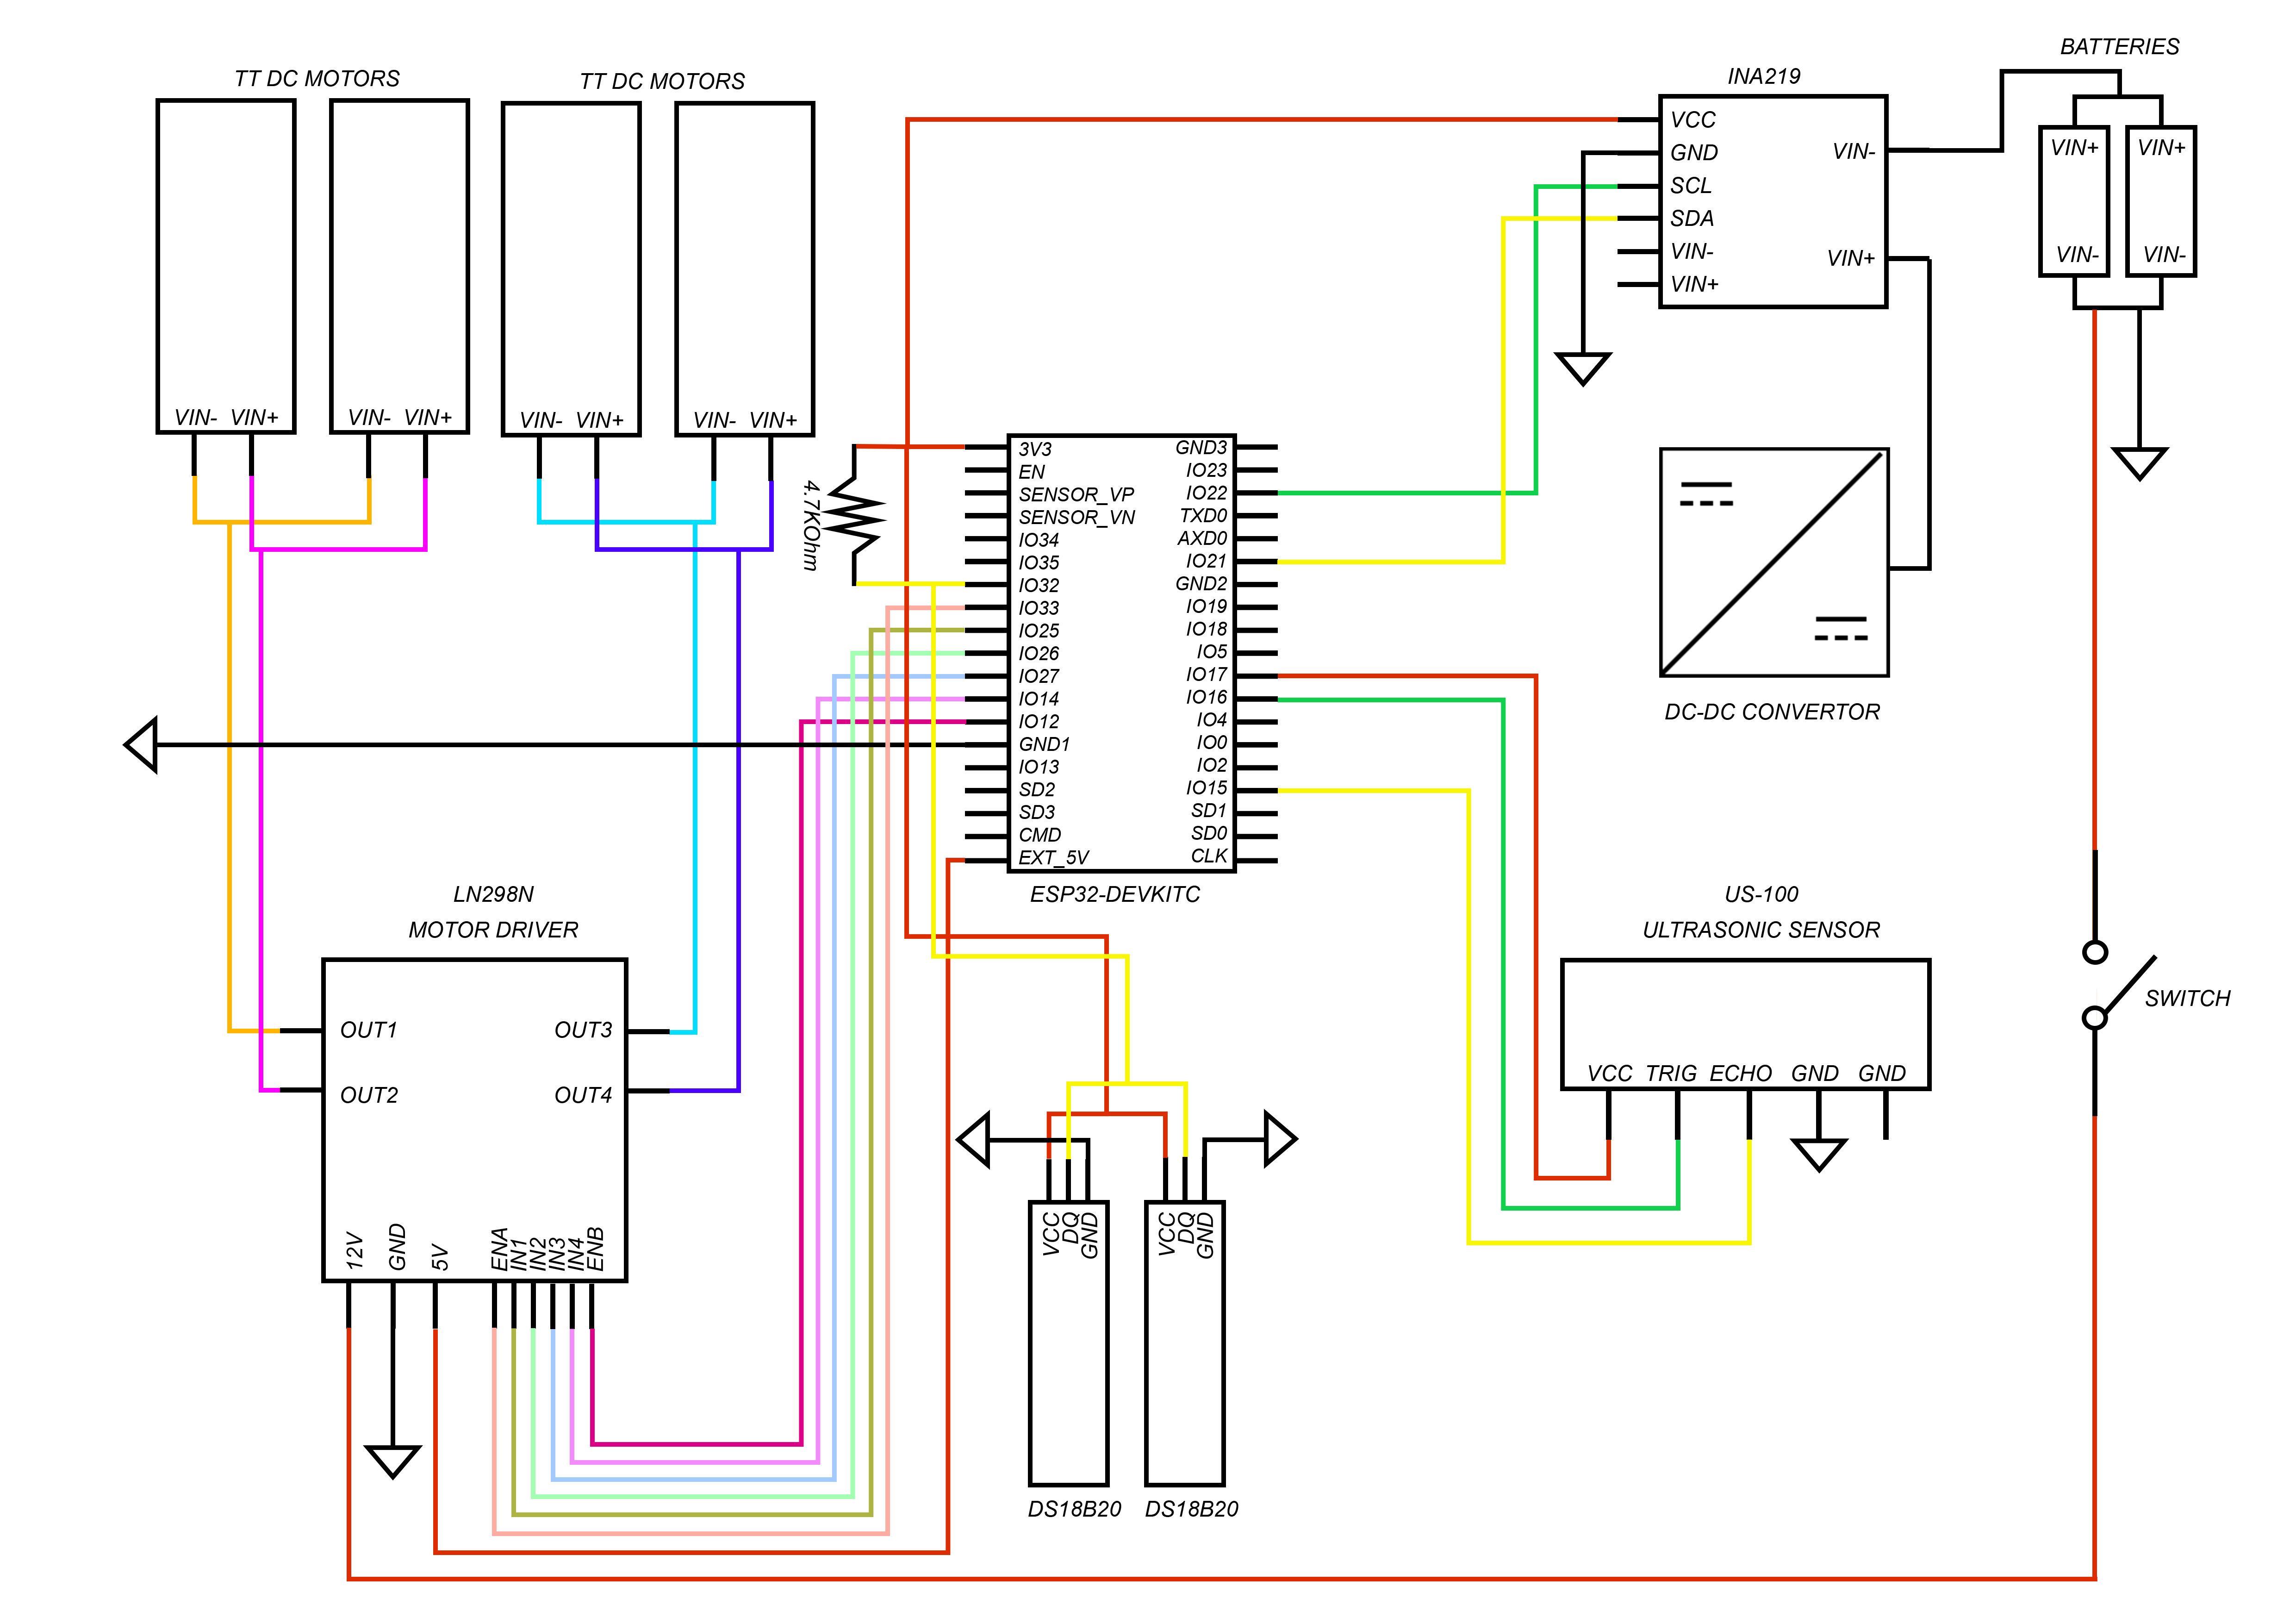 BATTERIES
TT DC MOTORS
TT DC MOTORS
INA219
VCC
GND
SCL
SDA
VIN-
VIN+
VIN-
VIN+
VIN+
VIN+
VIN-
VIN-
VIN- VIN+
VIN- VIN+
VIN- VIN+
VIN- VIN+
4.7KOhm
3V3
EN
SENSOR_VP
SENSOR_VN
IO34
IO35
IO32
IO33
IO25
IO26
IO27
IO14
IO12
GND1
IO13
SD2
SD3
CMD
EXT_5V
GND3
IO23
IO22
TXD0
AXD0
IO21
GND2
IO19
IO18
IO5
IO17
IO16
IO4
IO0
IO2
IO15
SD1
SD0
CLK
ESP32-DEVKITC
DC-DC CONVERTOR
LN298N
MOTOR DRIVER
OUT1
OUT2
OUT3
OUT4
12V
GND
5V
ENA
IN1
IN2
IN3
IN4
ENB
US-100
ULTRASONIC SENSOR
VCC TRIG ECHO GND GND
SWITCH
VCC
DQ
GND
VCC
DQ
GND
DS18B20
DS18B20